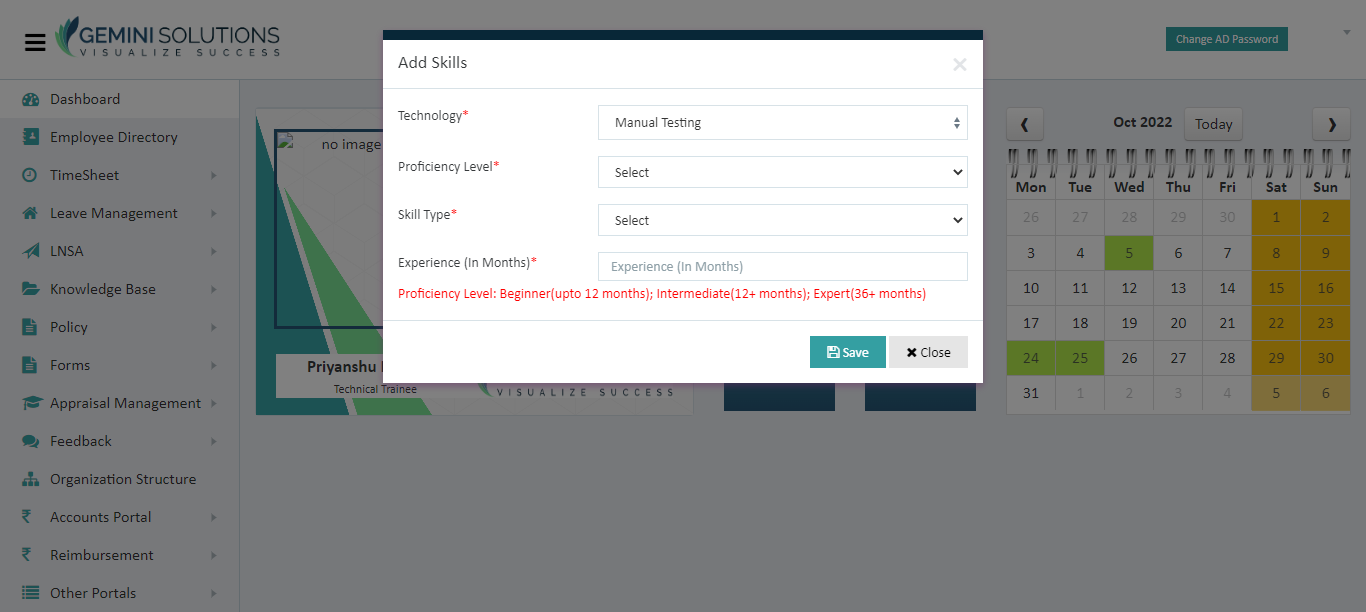 GEMINI SOLUTIONS
VISUALIZE SUCCESS
Change AD Password
Dashboard
Employee Directory
TimeSheet
Leave Management
LNSA
Knowledge Base
Policy
Forms
Appraisal Management
Feedback
Organization Structure
Accounts Portal
Reimbursement
Other Portals
no image
Priyanshu
Technical Trainee
VISUALIZE SUCCESS
Add Skills
×
Technology*
Manual Testing
Proficiency Level*
Select
Skill Type*
Select
Experience (In Months)*
Experience (In Months)
Proficiency Level: Beginner(upto 12 months); Intermediate(12+ months); Expert(36+ months)
Save
Close
Oct 2022
Today
Mon Tue Wed Thu Fri Sat Sun
26 27 28 29 30 1 2
3 4 5 6 7 8 9
10 11 12 13 14 15 16
17 18 19 20 21 22 23
24 25 26 27 28 29 30
31 1 2 3 4 5 6